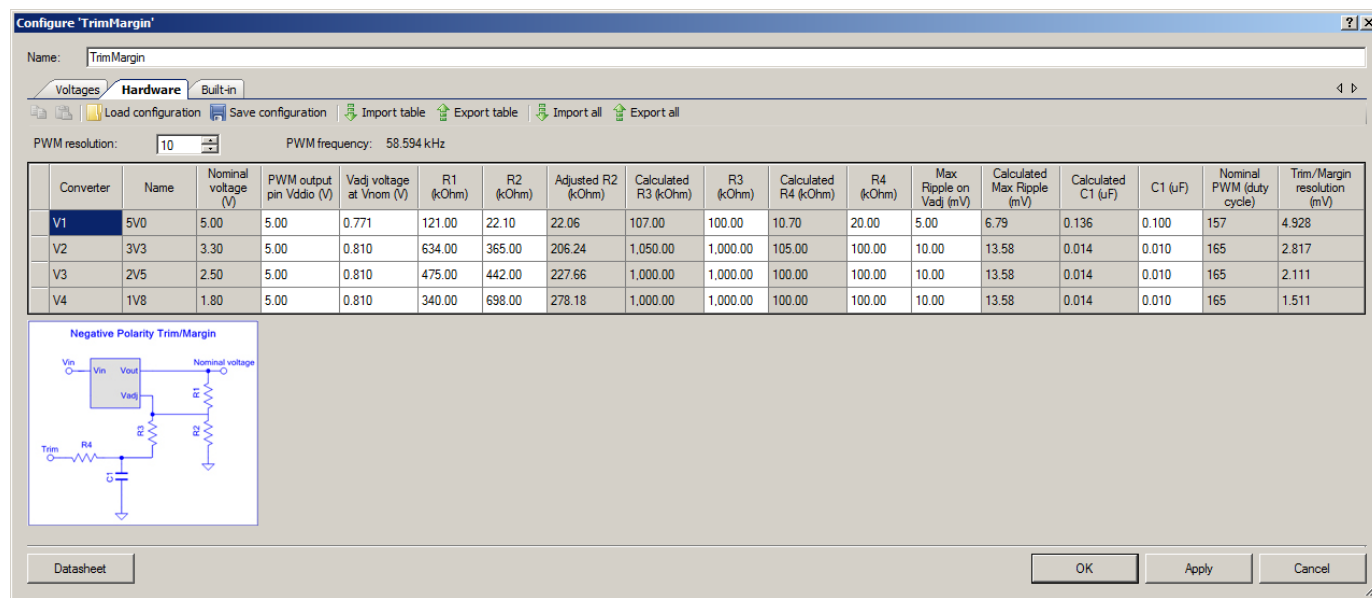 Configure 'TrimMargin'
Name: TrimMargin
Voltages Hardware Built-in
Load configuration Save configuration Import table Export table Import all Export all
PWM resolution: 10 PWM frequency: 58.594 kHz
Converter Name Nominal voltage (V) PWM output pin Vddio (V) Vadj voltage at Vnom (V) R1 (kOhm) R2 (kOhm) Adjusted R2 (kOhm) Calculated R3 (kOhm) R3 (kOhm) Calculated R4 (kOhm) R4 (kOhm) Max Ripple on Vadj (mV) Calculated Max Ripple (mV) Calculated C1 (uF) C1 (uF) Nominal PWM (duty cycle) Trim/Margin resolution (mV)
V1 5V0 5.00 5.00 0.771 121.00 22.10 22.06 107.00 100.00 10.70 20.00 5.00 6.79 0.136 0.100 157 4.928
V2 3V3 3.30 5.00 0.810 634.00 365.00 206.24 1,050.00 1,000.00 105.00 100.00 10.00 13.58 0.014 0.010 165 2.817
V3 2V5 2.50 5.00 0.810 475.00 442.00 227.66 1,000.00 1,000.00 100.00 100.00 10.00 13.58 0.014 0.010 165 2.111
V4 1V8 1.80 5.00 0.810 340.00 698.00 278.18 1,000.00 1,000.00 100.00 100.00 10.00 13.58 0.014 0.010 165 1.511
Negative Polarity Trim/Margin
Vin Vin Vout Nominal voltage
Vadj R1
R3 R2
Trim R4
C1
Datasheet OK Apply Cancel